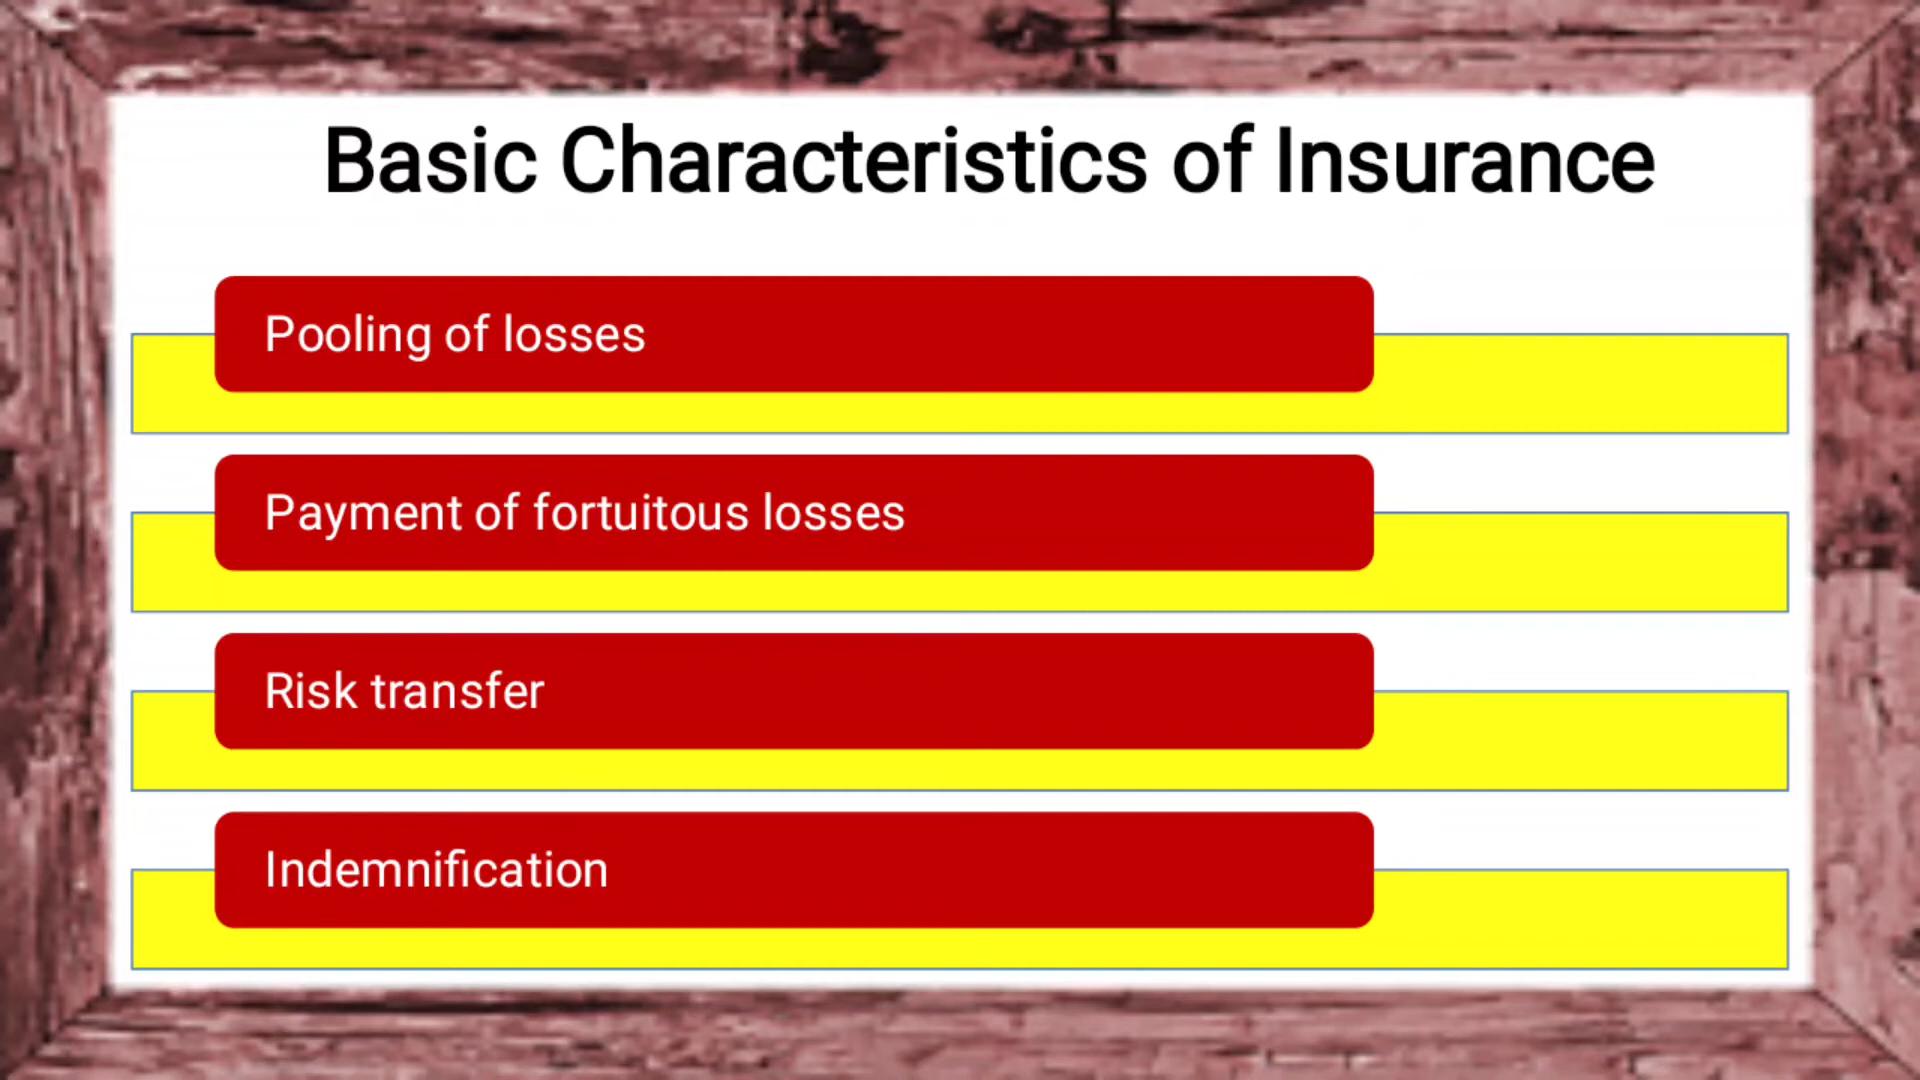 Basic Characteristics of Insurance
Pooling of losses
Payment of fortuitous losses
Risk transfer
Indemnification